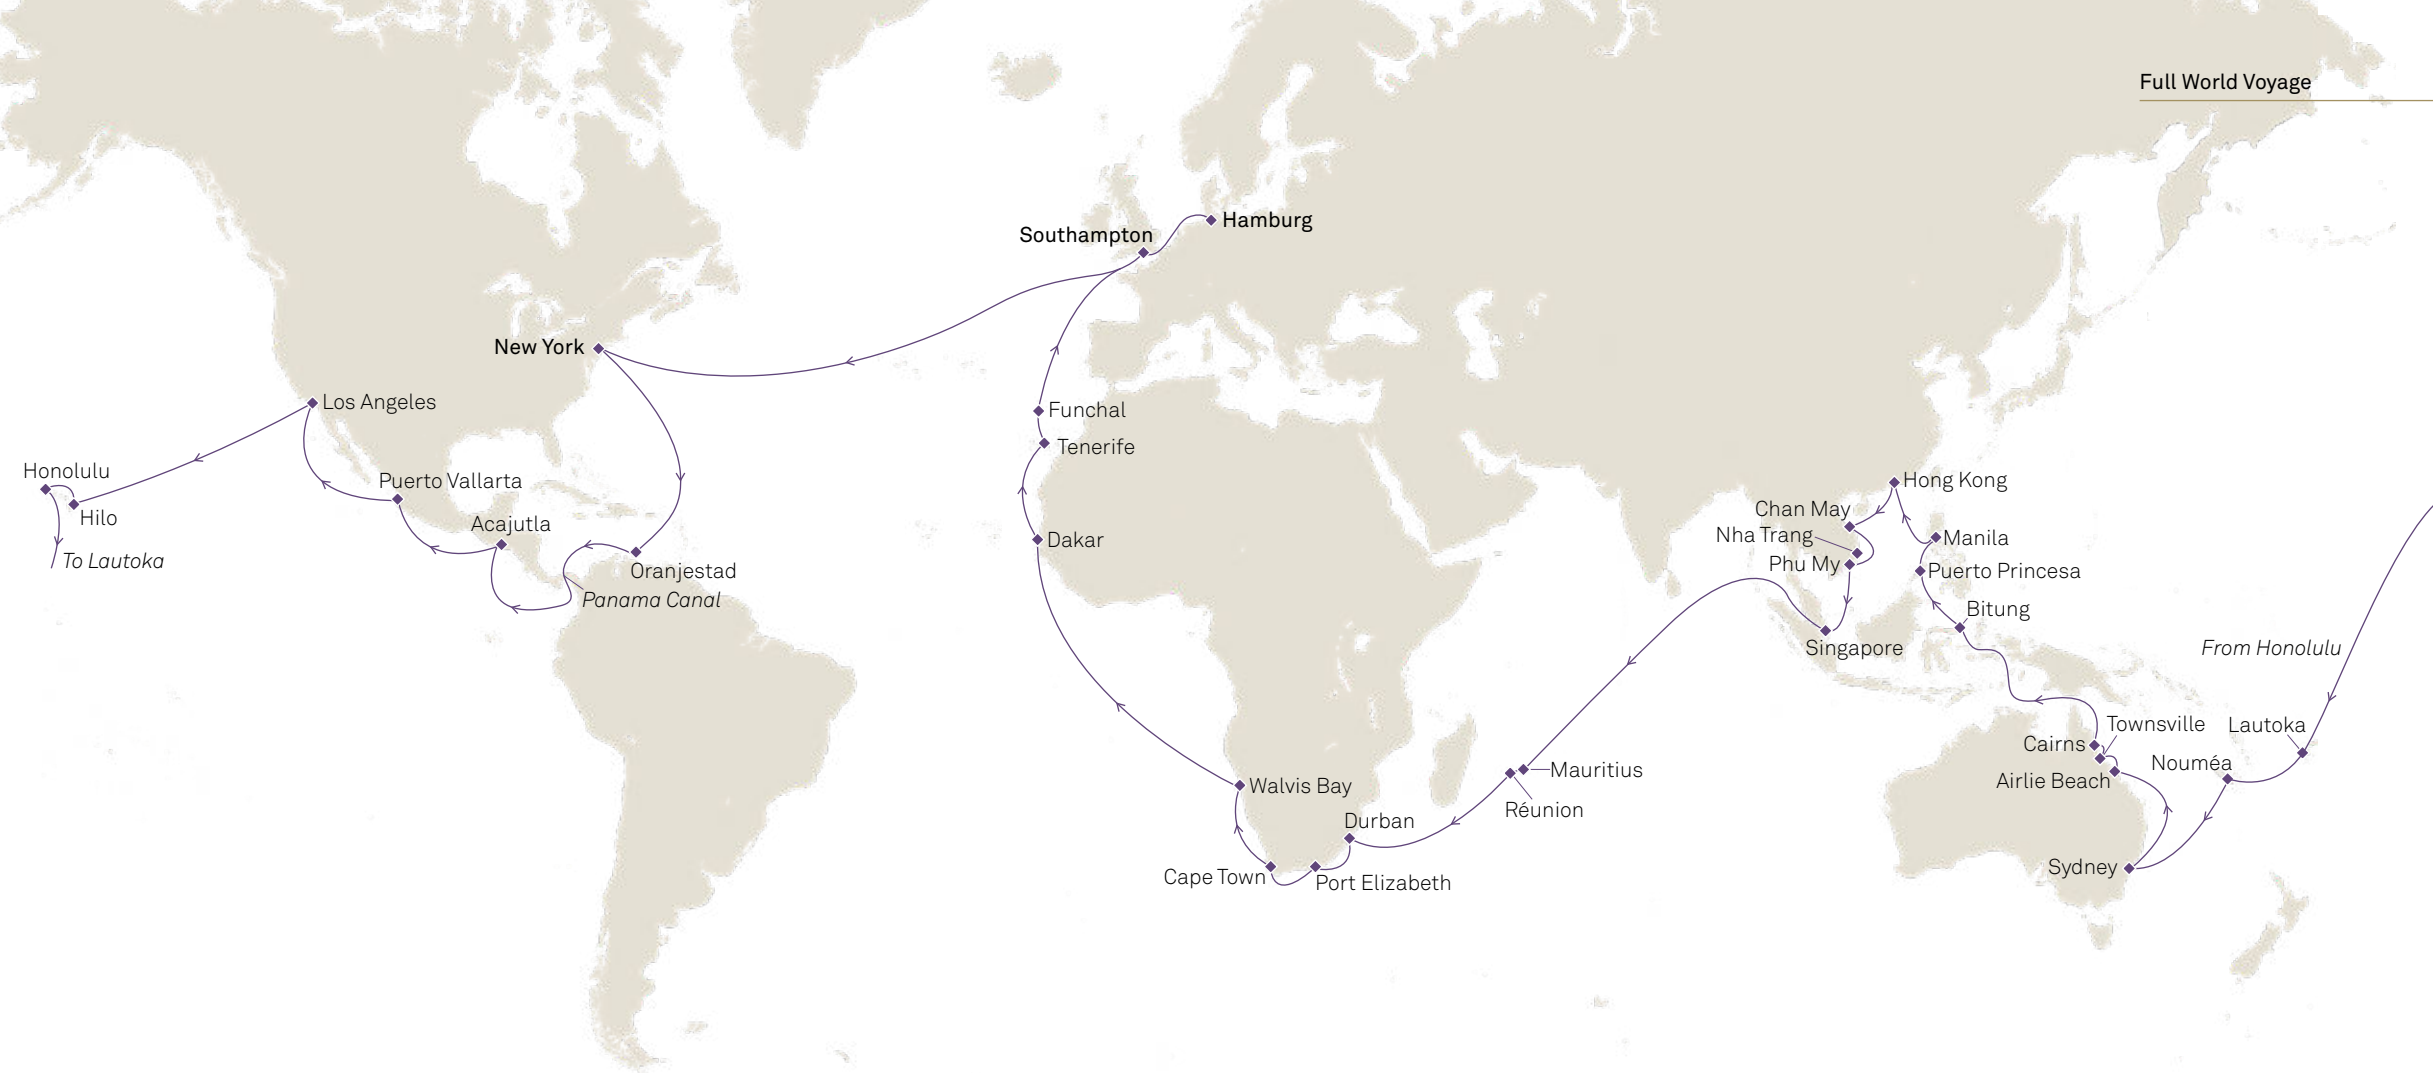 Full World Voyage
Hamburg
Southampton
New York
Los Angeles
Funchal
Tenerife
Honolulu
Hilo
Puerto Vallarta
Acajutla
To Lautoka
Oranjestad
Panama Canal
Dakar
Hong Kong
Chan May
Nha Trang
Manila
Phu My
Puerto Princesa
Bitung
Singapore
From Honolulu
Townsville
Lautoka
Cairns
Nouméa
Airlie Beach
Mauritius
Walvis Bay
Réunion
Durban
Sydney
Cape Town
Port Elizabeth